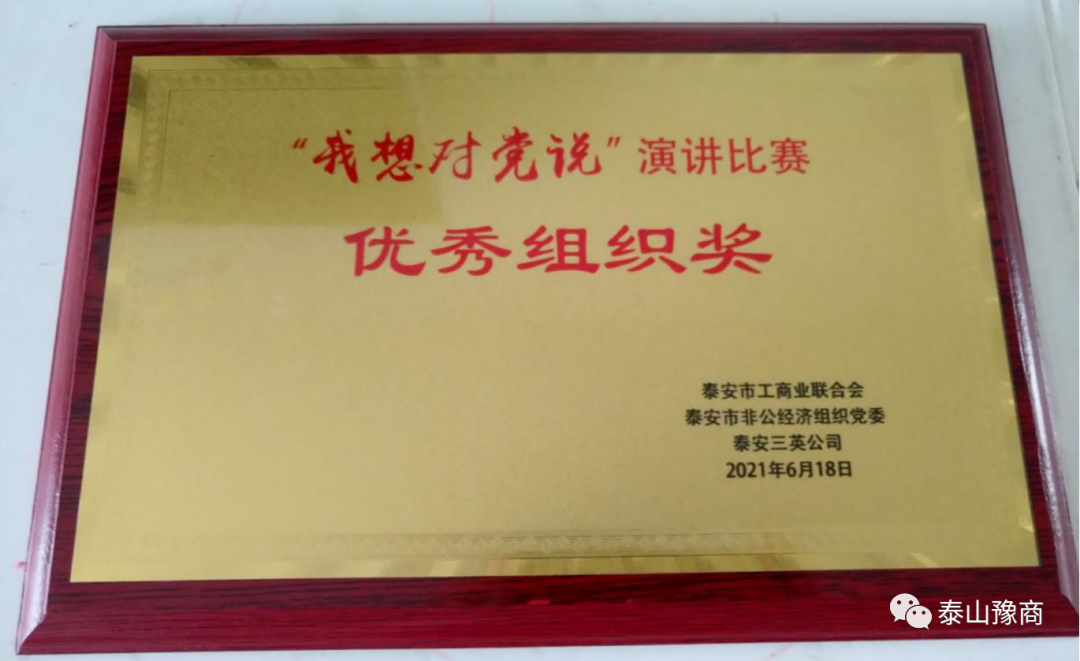 “我想对党说”演讲比赛
优秀组织奖
泰安市工商业联合会
泰安市非公经济组织党委
泰安三英公司
2021年6月18日
泰山豫商